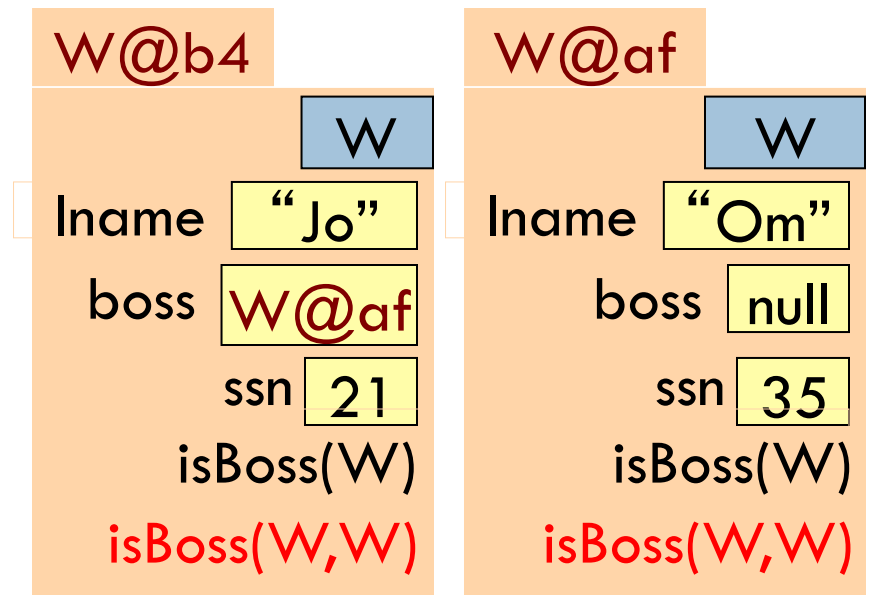 W@b4
W
lname “Jo”
boss W@af
ssn 21
isBoss(W)
isBoss(W,W)
W@af
W
lname “Om”
boss null
ssn 35
isBoss(W)
isBoss(W,W)